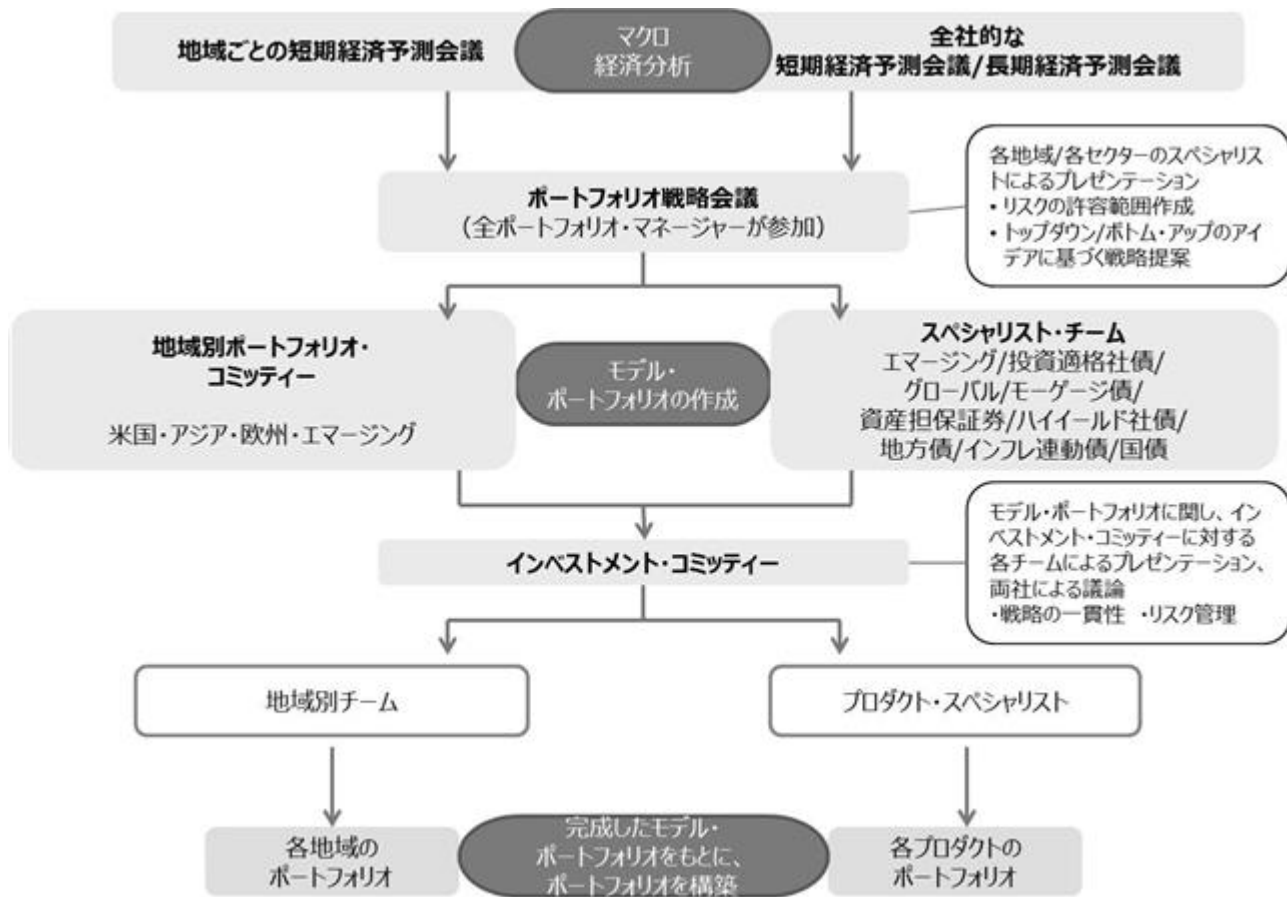 地域ごとの短期経済予測会議
マクロ
経済分析
全社的な
短期経済予測会議/長期経済予測会議
各地域/各セクターのスペシャリス
トによるプレゼンテーション
• リスクの許容範囲作成
• トップダウン/ボトム・アップのアイ
デアに基づく戦略提案
ポートフォリオ戦略会議
（全ポートフォリオ・マネージャーが参加）
地域別ポートフォリオ・
コミッティー
米国・アジア・欧州・エマージング
モデル・
ポートフォリオの作成
スペシャリスト・チーム
エマージング/投資適格社債/
グローバル/モーゲージ債/
資産担保証券/ハイイールド社債/
地方債/インフレ連動債/国債
モデル・ポートフォリオに関し、イン
ベストメント・コミッティーに対する
各チームによるプレゼンテーション、
両社による議論
・戦略の一貫性 ・リスク管理
インベストメント・コミッティー
地域別チーム
プロダクト・スペシャリスト
各地域の
ポートフォリオ
完成したモデル・
ポートフォリオをもとに、
ポートフォリオを構築
各プロダクトの
ポートフォリオ